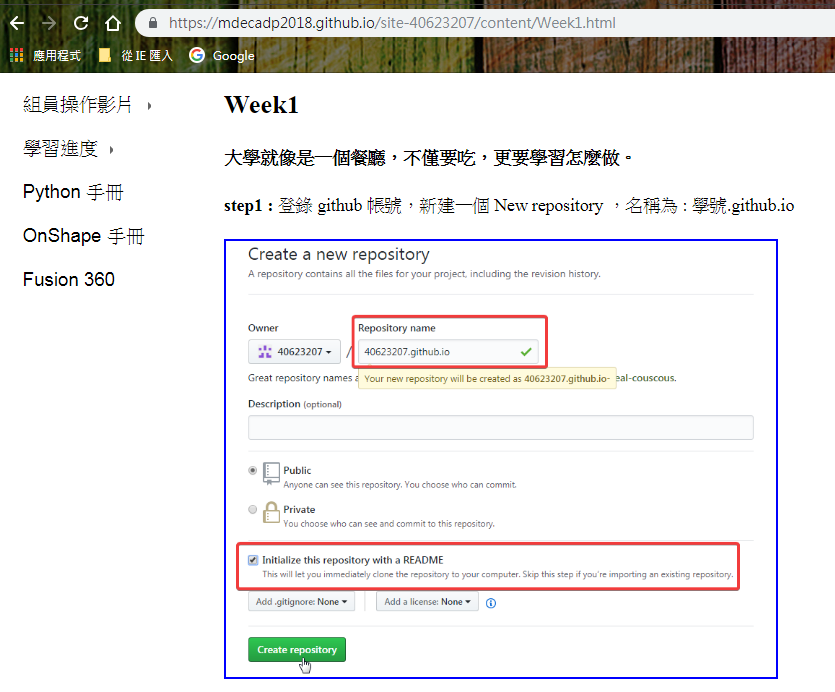 https://mdecadp2018.github.io/site-40623207/content/Week1.html
應用程式 從 IE 匯入 Google
組員操作影片
學習進度
Python 手冊
OnShape 手冊
Fusion 360
Week1
大學就像是一個餐廳，不僅要吃，更要學習怎麼做。
step1 : 登錄 github 帳號，新建一個 New repository ，名稱為 : 學號.github.io
Create a new repository
A repository contains all the files for your project, including the revision history.
Owner Repository name
40623207 / 40623207.github.io
Great repository names a
Your new repository will be created as 40623207.github.io-
eal-couscous.
Description (optional)
Public
Anyone can see this repository. You choose who can commit.
Private
You choose who can see and commit to this repository.
Initialize this repository with a README
This will let you immediately clone the repository to your computer. Skip this step if you're importing an existing repository.
Add .gitignore: None Add a license: None
Create repository